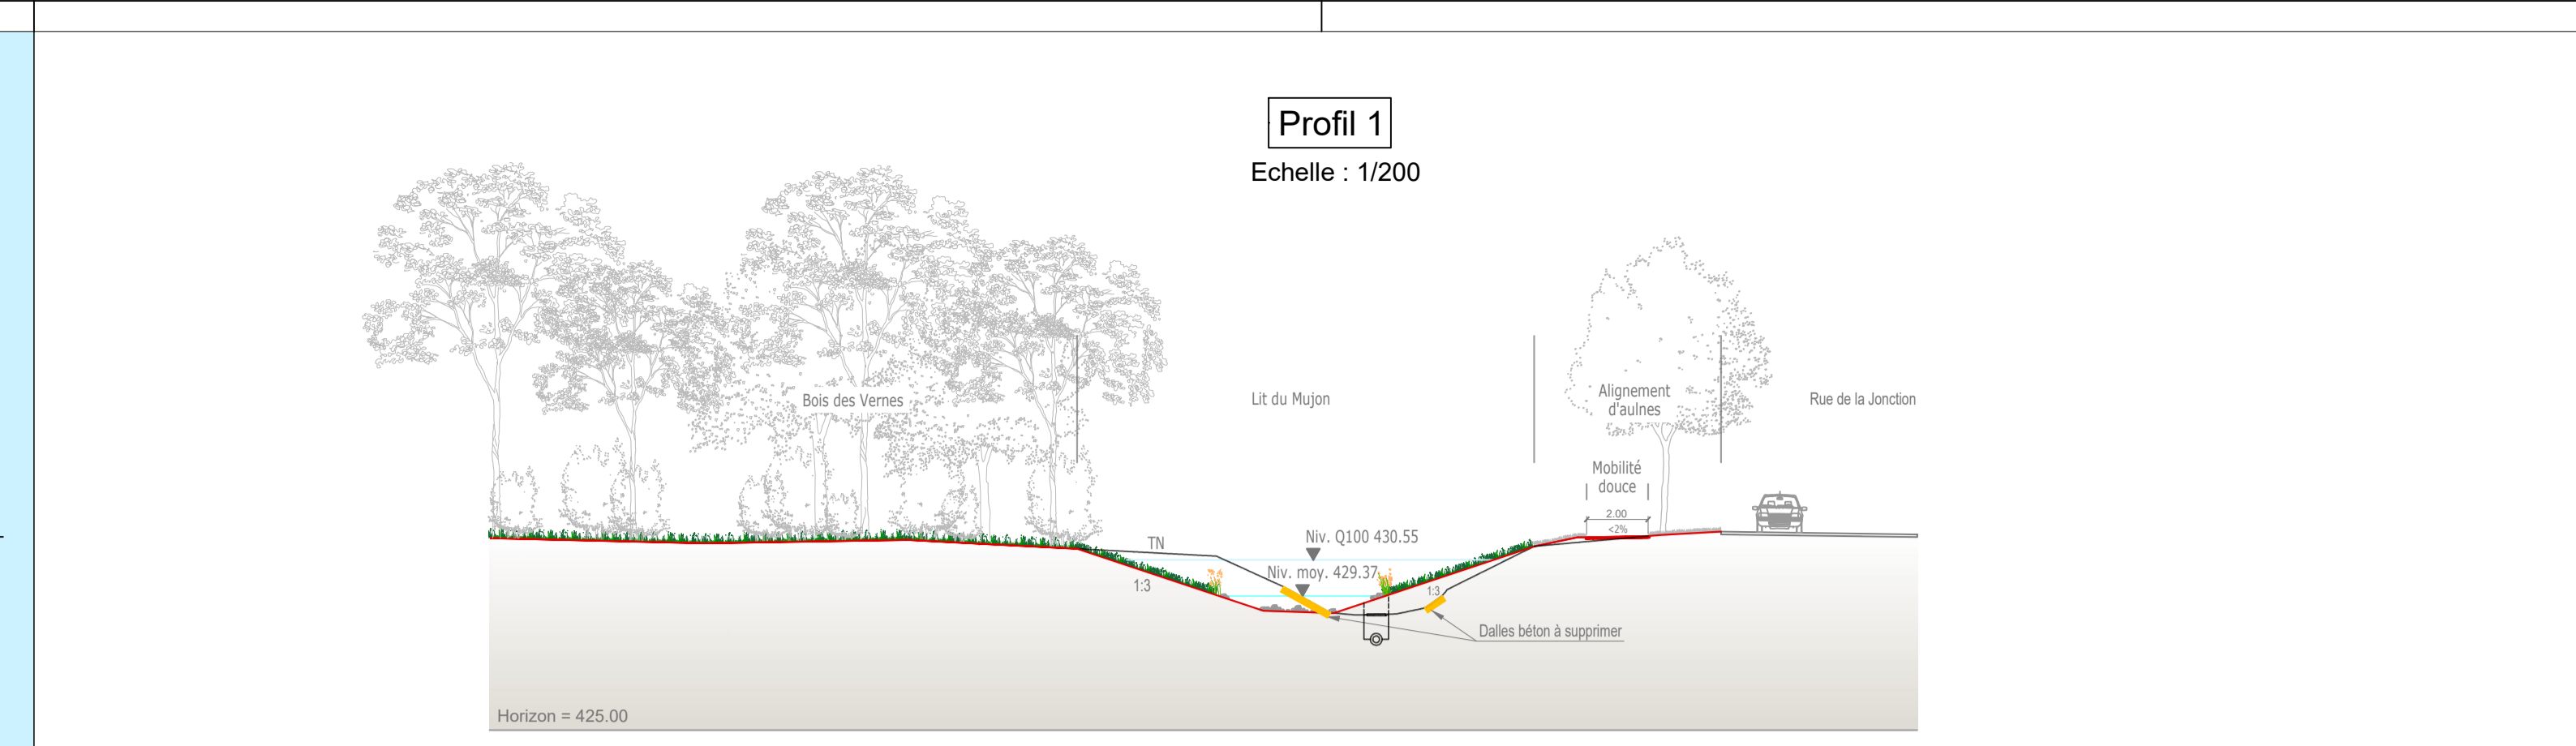 Profil 1
Echelle : 1/200
Bois des Vernes
Lit du Mujon
Alignement
d'aulnes
Rue de la Jonction
Mobilité
douce
2.00
<2%
Niv. Q100 430.55
TN
Niv. moy. 429.37
1:3
1:3
Dalles béton à supprimer
Horizon = 425.00